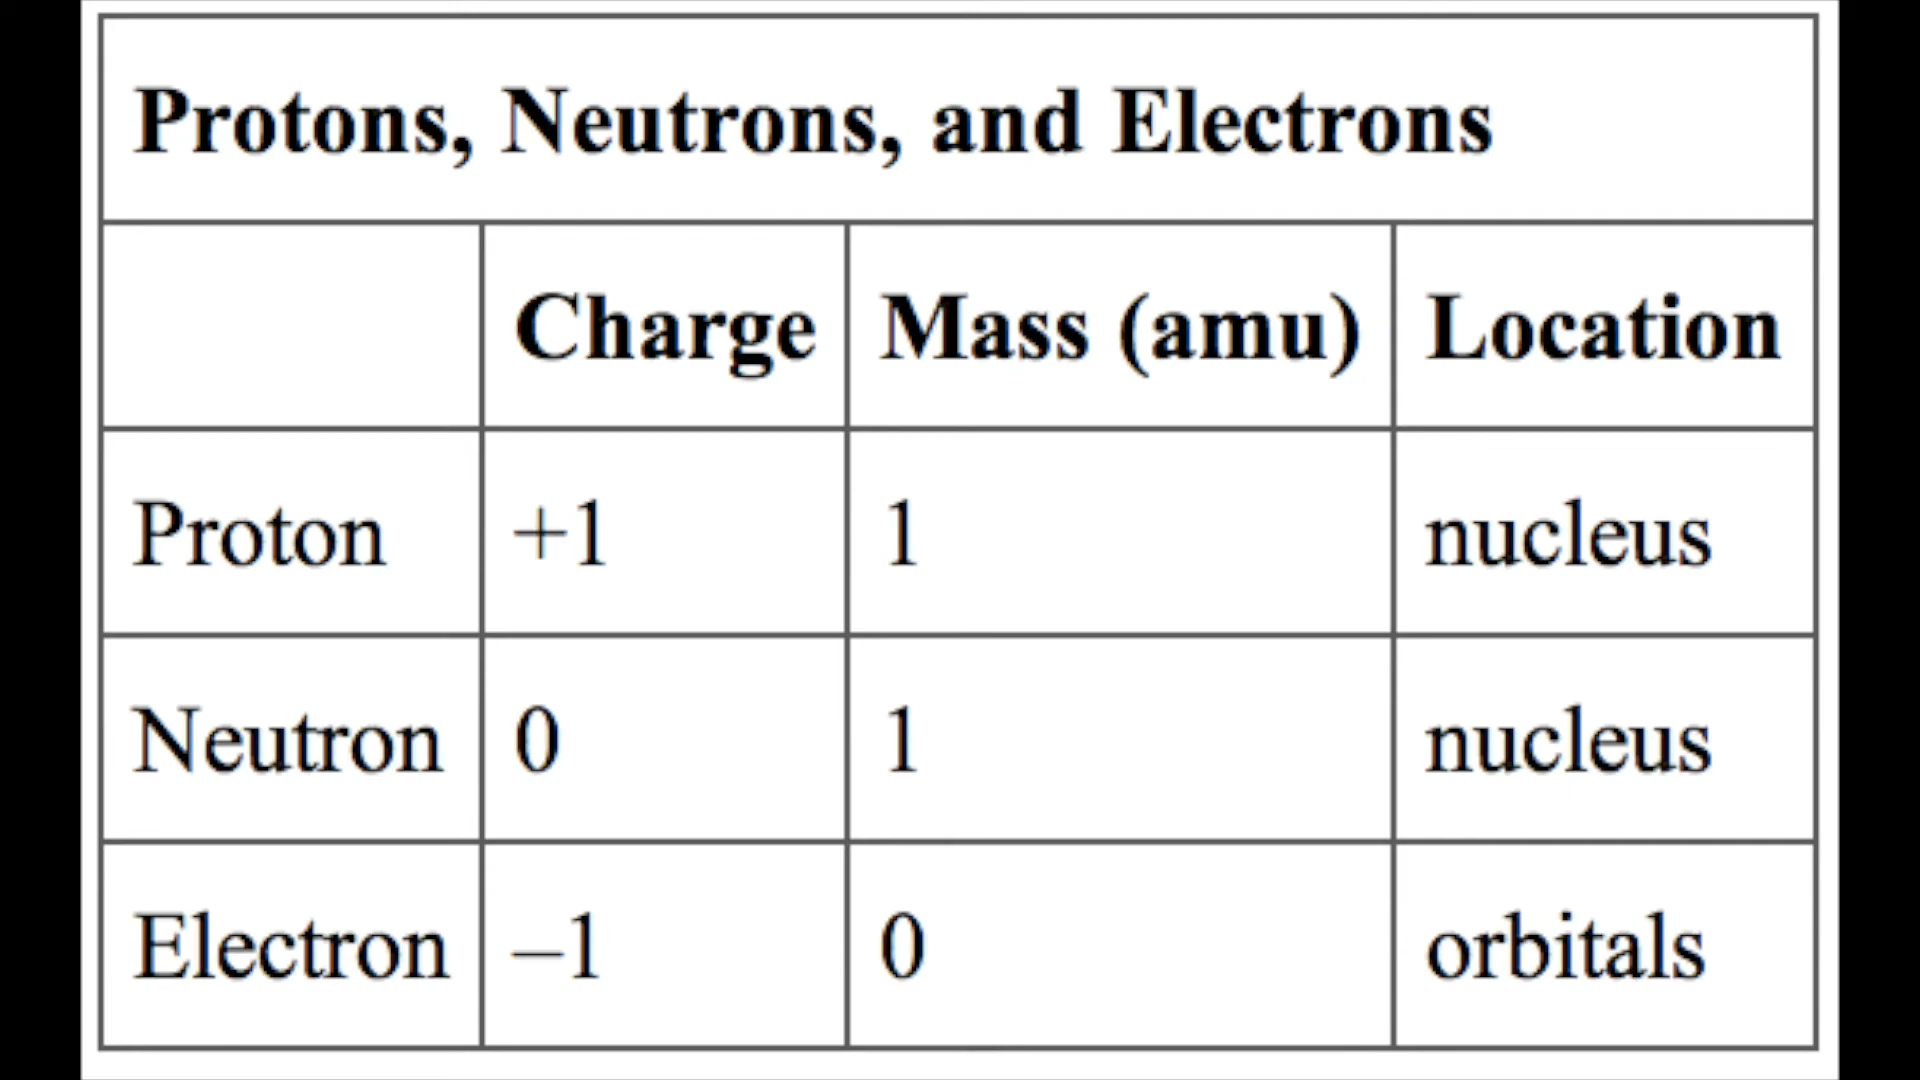 Protons, Neutrons, and Electrons
Charge Mass (amu) Location
Proton +1 1 nucleus
Neutron 0 1 nucleus
Electron –1 0 orbitals